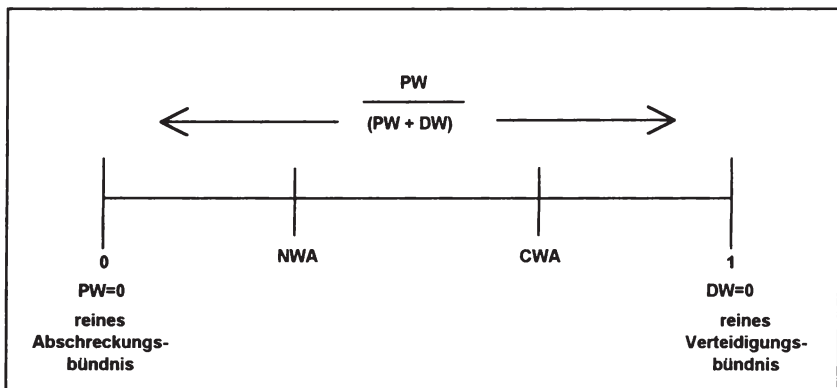 PW
(PW + DW)
NWA
CWA
0
1
PW=0
DW=0
reines
Abschreckungs-
bündnis
reines
Verteidigungs-
bündnis